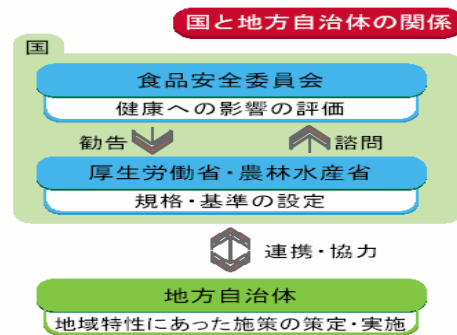 国と地方自治体の関係
国
食品安全委員会
健康への影響の評価
勧告 諮問
厚生労働省・農林水産省
規格・基準の設定
連携・協力
地方自治体
地域特性にあった施策の策定・実施